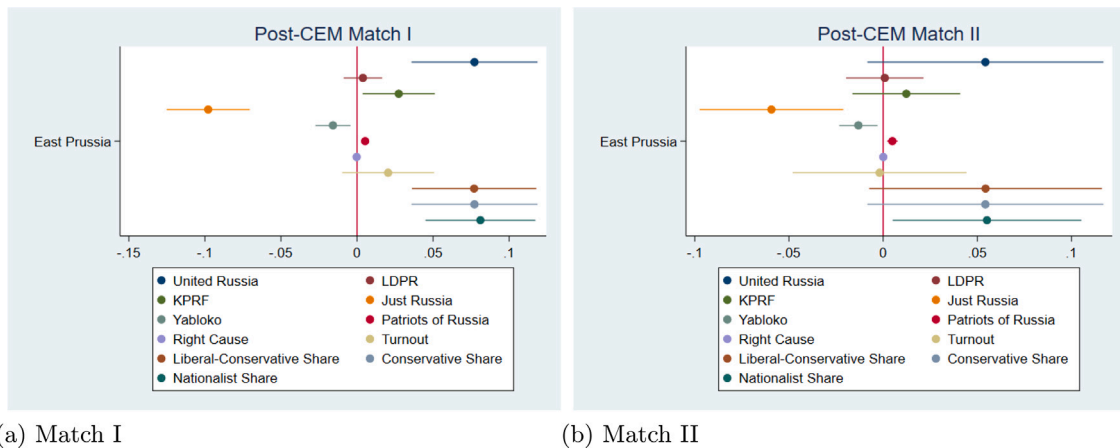 Post-CEM Match I
East Prussia
-.15 -.1 -.05 0 .05 .1
United Russia LDPR
KPRF Just Russia
Yabloko Patriots of Russia
Right Cause Turnout
Liberal-Conservative Share Conservative Share
Nationalist Share
(a) Match I
Post-CEM Match II
East Prussia
-.1 -.05 0 .05 .1
United Russia LDPR
KPRF Just Russia
Yabloko Patriots of Russia
Right Cause Turnout
Liberal-Conservative Share Conservative Share
Nationalist Share
(b) Match II